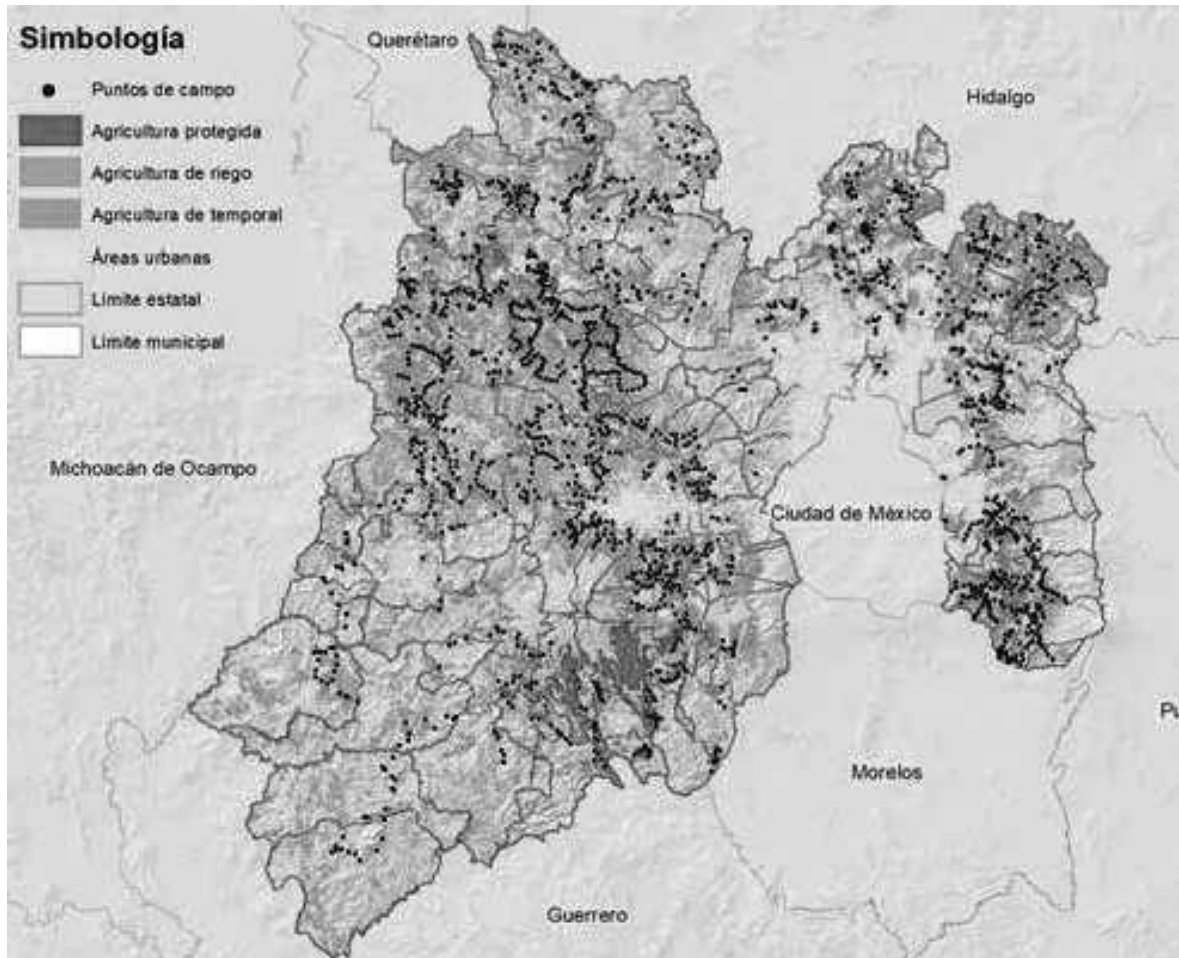 Simbología
Puntos de campo
Agricultura protegida
Agricultura de riego
Agricultura de temporal
Áreas urbanas
Límite estatal
Límite municipal
Querétaro
Hidalgo
Michoacán de Ocampo
Ciudad de México
Pu
Morelos
Guerrero